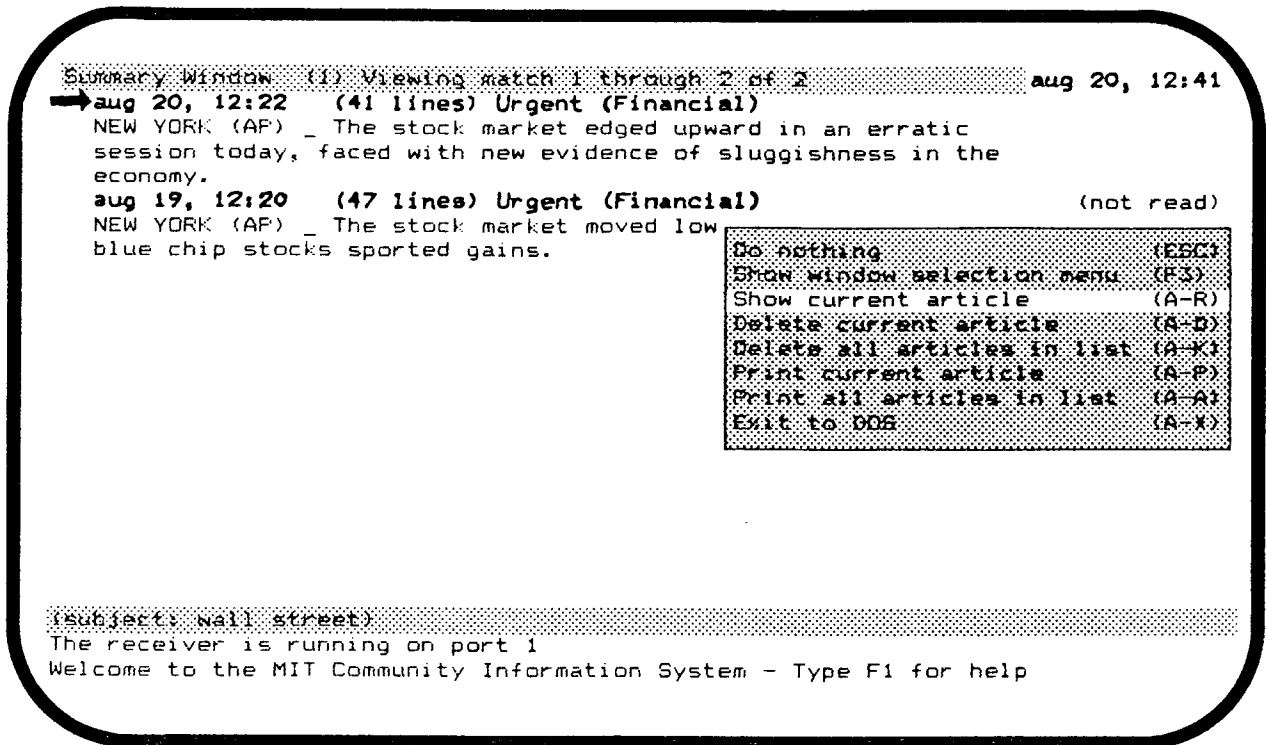 Summary Window (1) Viewing match 1 through 2 of 2 aug 20, 12:41
aug 20, 12:22 (41 lines) Urgent (Financial)
NEW YORK (AP) _ The stock market edged upward in an erratic
session today, faced with new evidence of sluggishness in the
economy.
aug 19, 12:20 (47 lines) Urgent (Financial) (not read)
NEW YORK (AP) _ The stock market moved low
blue chip stocks sported gains.
Do nothing (ESC)
Show window selection menu (F3)
Show current article (A-R)
Delete current article (A-D)
Delete all articles in list (A-K)
Print current article (A-P)
Print all articles in list (A-A)
Exit to DOS (A-X)
(subject: wall street)
The receiver is running on port 1
Welcome to the MIT Community Information System - Type F1 for help